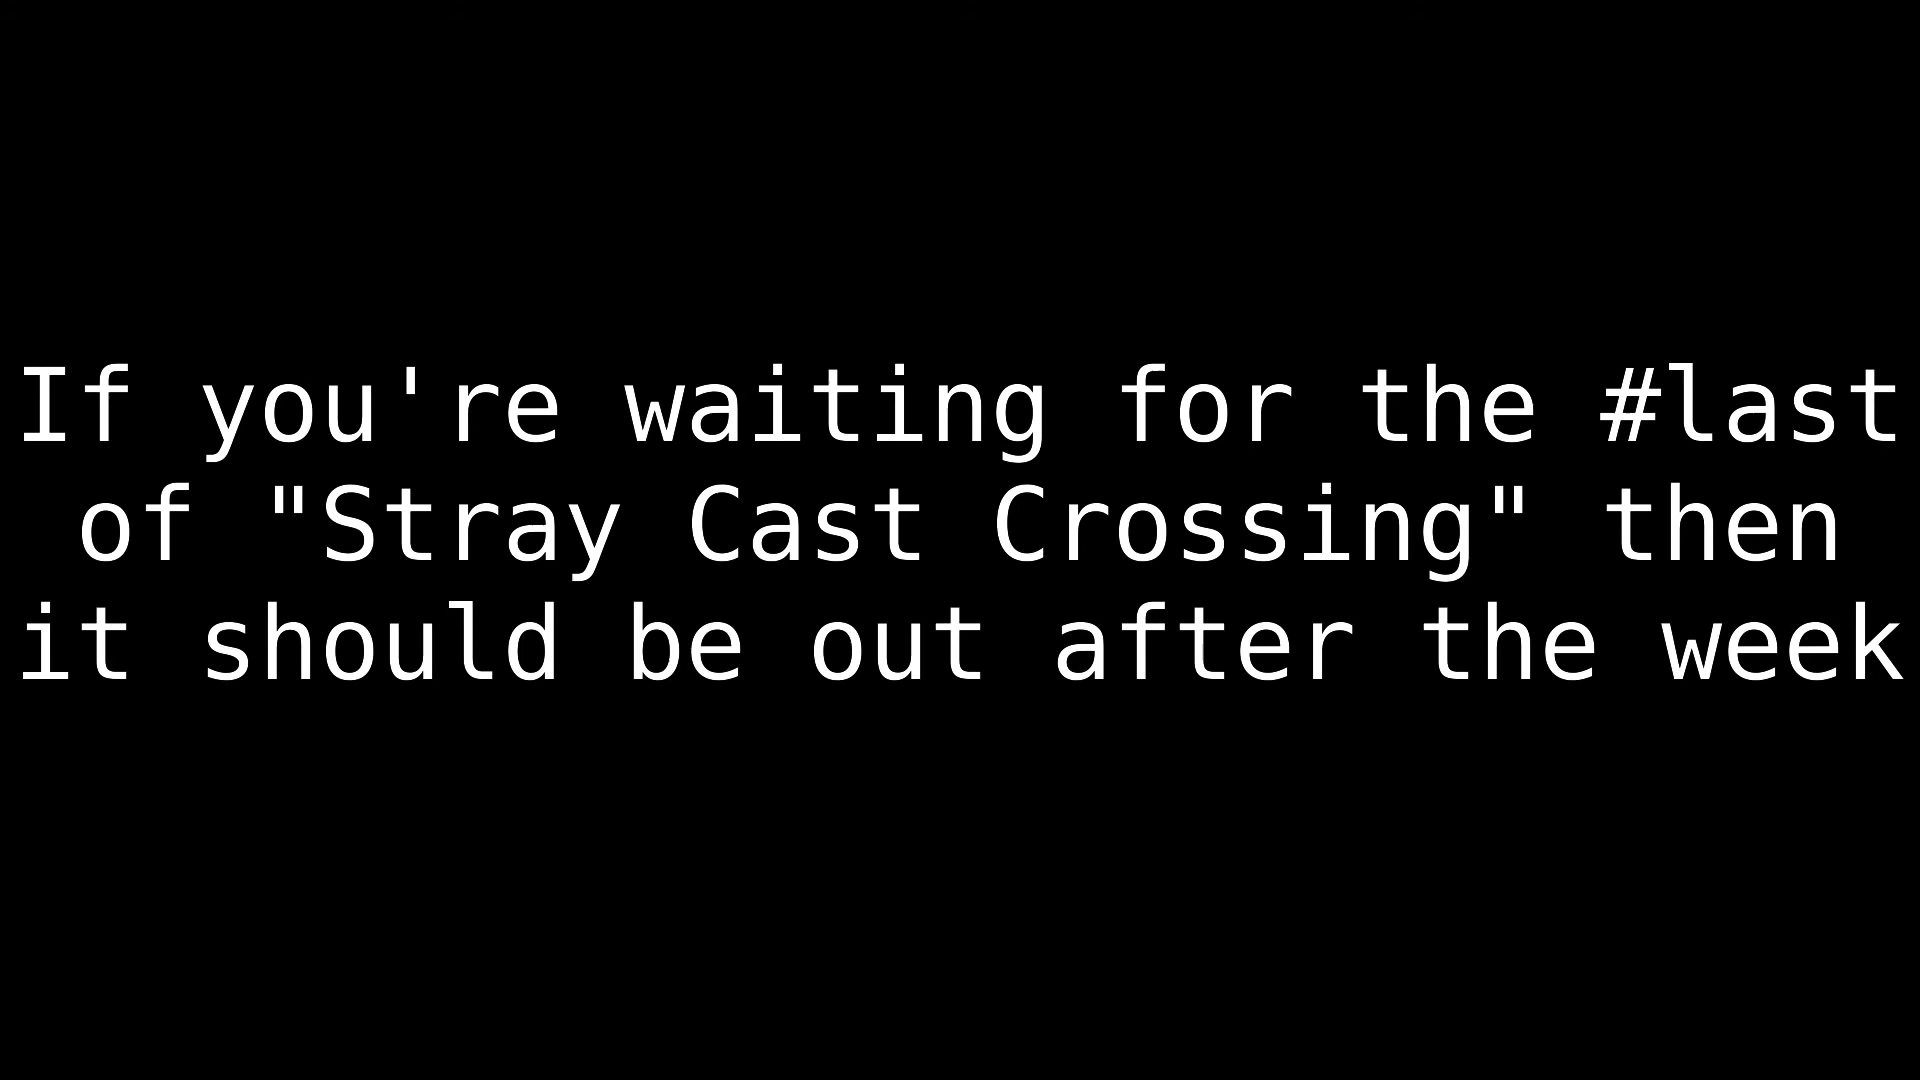 If you're waiting for the #last
of "Stray Cast Crossing" then
it should be out after the week